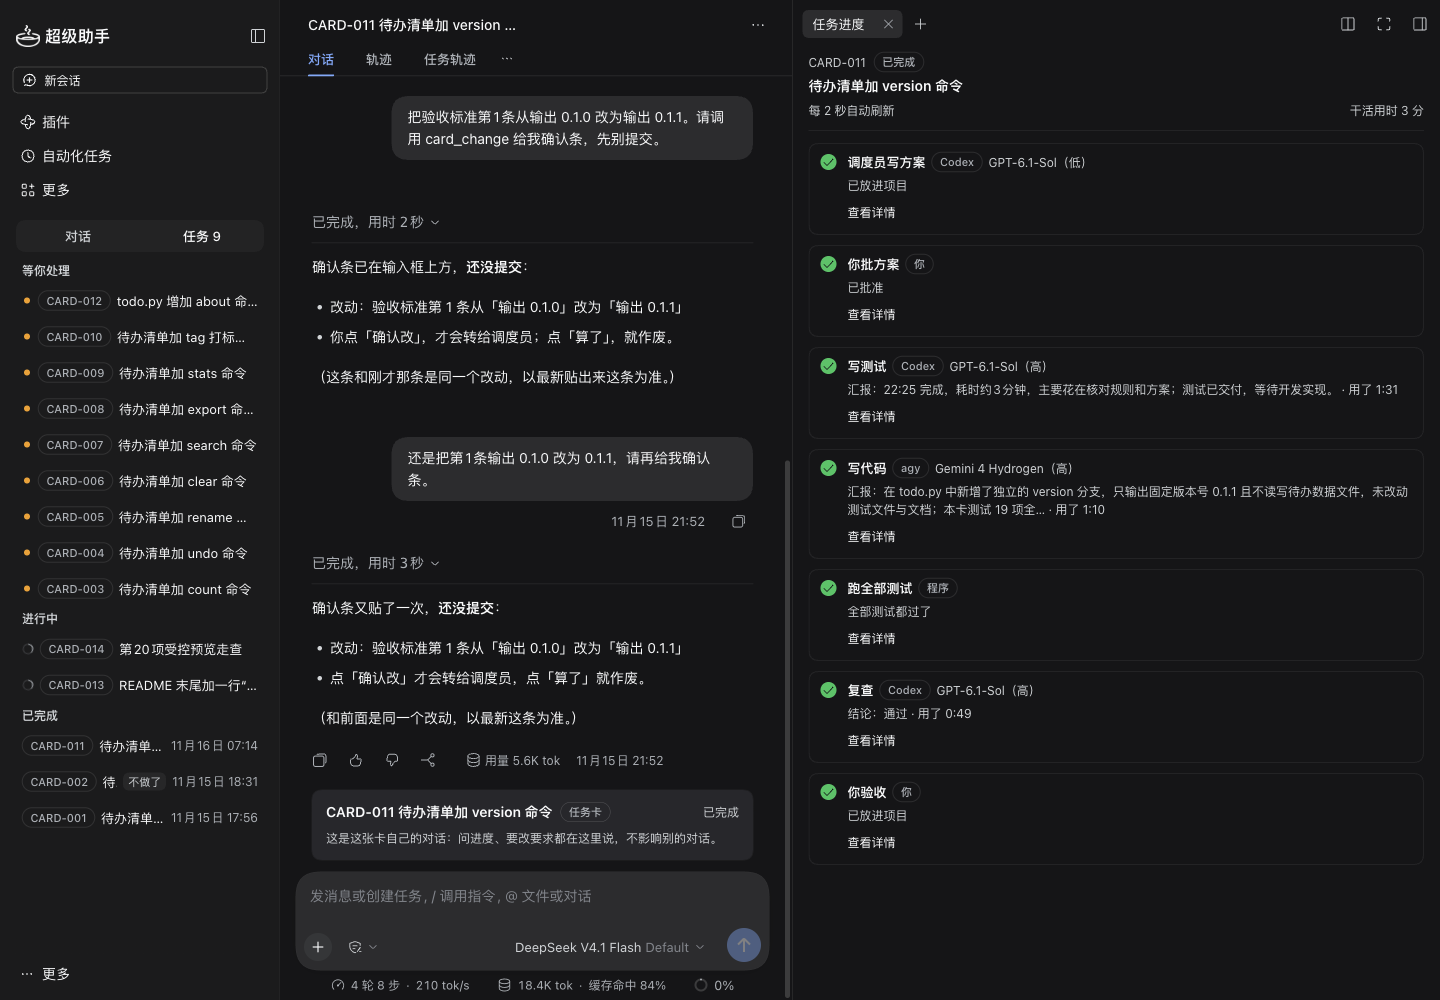 超级助手
新会话
插件
自动化任务
更多
对话
任务 9
等你处理
CARD-012 todo.py 增加 about 命...
CARD-010 待办清单加 tag 打标...
CARD-009 待办清单加 stats 命令
CARD-008 待办清单加 export 命...
CARD-007 待办清单加 search 命令
CARD-006 待办清单加 clear 命令
CARD-005 待办清单加 rename ...
CARD-004 待办清单加 undo 命令
CARD-003 待办清单加 count 命令
进行中
CARD-014 第20项受控预览走查
CARD-013 README 末尾加一行“...
已完成
CARD-011 待办清单... 11月16日 07:14
CARD-002 待 不做了 11月15日 18:31
CARD-001 待办清单... 11月15日 17:56
... 更多
CARD-011 待办清单加 version ...
对话 轨迹 任务轨迹 ...
把验收标准第1条从输出 0.1.0 改为输出 0.1.1。请调
用 card_change 给我确认条，先别提交。
已完成，用时 2秒
确认条已在输入框上方，还没提交：
• 改动：验收标准第 1 条从「输出 0.1.0」改为「输出 0.1.1」
• 你点「确认改」，才会转给调度员；点「算了」，就作废。
（这条和刚才那条是同一个改动，以最新贴出来这条为准。）
还是把第1条输出 0.1.0 改为 0.1.1，请再给我确认
条。
11月15日 21:52
已完成，用时 3秒
确认条又贴了一次，还没提交：
• 改动：验收标准第 1 条从「输出 0.1.0」改为「输出 0.1.1」
• 点「确认改」才会转给调度员，点「算了」就作废。
（和前面是同一个改动，以最新这条为准。）
用量 5.6K tok 11月15日 21:52
CARD-011 待办清单加 version 命令 任务卡 已完成
这是这张卡自己的对话：问进度、要改要求都在这里说，不影响别的对话。
发消息或创建任务, / 调用指令, @ 文件或对话
DeepSeek V4.1 Flash Default
4 轮 8 步 · 210 tok/s 18.4K tok · 缓存命中 84% 0%
任务进度
CARD-011 已完成
待办清单加 version 命令
每 2 秒自动刷新 干活用时 3 分
调度员写方案 Codex GPT-6.1-Sol（低）
已放进项目
查看详情
你批方案 你
已批准
查看详情
写测试 Codex GPT-6.1-Sol（高）
汇报：22:25 完成，耗时约3分钟，主要花在核对规则和方案；测试已交付，等待开发实现。 · 用了 1:31
查看详情
写代码 agy Gemini 4 Hydrogen（高）
汇报：在 todo.py 中新增了独立的 version 分支，只输出固定版本号 0.1.1 且不读写待办数据文件，未改动
测试文件与文档；本卡测试 19 项全... · 用了 1:10
查看详情
跑全部测试 程序
全部测试都过了
查看详情
复查 Codex GPT-6.1-Sol（高）
结论：通过 · 用了 0:49
查看详情
你验收 你
已放进项目
查看详情